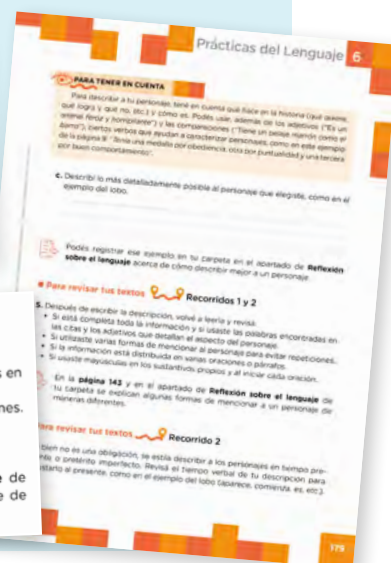 Prácticas del Lenguaje 6
PARA TENER EN CUENTA
Para describir a tu personaje, tené en cuenta qué hace en la historia (qué quiere,
qué logra y qué no, etc.) y cómo es. Podés usar, además de los adjetivos ("Es un
animal feroz y horripilante") y las comparaciones ("Tiene un pelaje
ciertos verbos que ayudan a caracterizar personajes, como en este ejemplo
de la página 9: "Tenía una medalla por obediencia, otra por puntualidad y una tercera
por buen comportamiento".
c. Describí lo más detalladamente posible al personaje que elegiste, como en el
ejemplo del lobo.
Podés registrar ese ejemplo en tu carpeta en el apartado de Reflexión
sobre el lenguaje acerca de cómo describir mejor a un personaje.
Para revisar tus textos Recorridos 1 y 2
5. Después de escribir la descripción, volvé a leerla y revisá:
• Si está completa toda la información y si usaste las palabras encontradas en
las citas y los adjetivos que detallan el aspecto del personaje.
• Si utilizaste varias formas de mencionar al personaje para evitar repeticiones.
• Si la información está distribuida en varias oraciones o párrafos.
• Si usaste mayúsculas en los sustantivos propios y al iniciar cada oración.
En la página 143 y en el apartado de Reflexión sobre el lenguaje de
tu carpeta se explican algunas formas de mencionar a un personaje de
maneras diferentes.
Para revisar tus textos Recorrido 2
bien no es una obligación, se estila describir a los personajes en tiempo pre-
o pretérito imperfecto. Revisá el tiempo verbal de tu descripción para
al presente, como en el ejemplo del lobo (aparece, comienza, es, etc.).
175
s en
nes.
de
e de